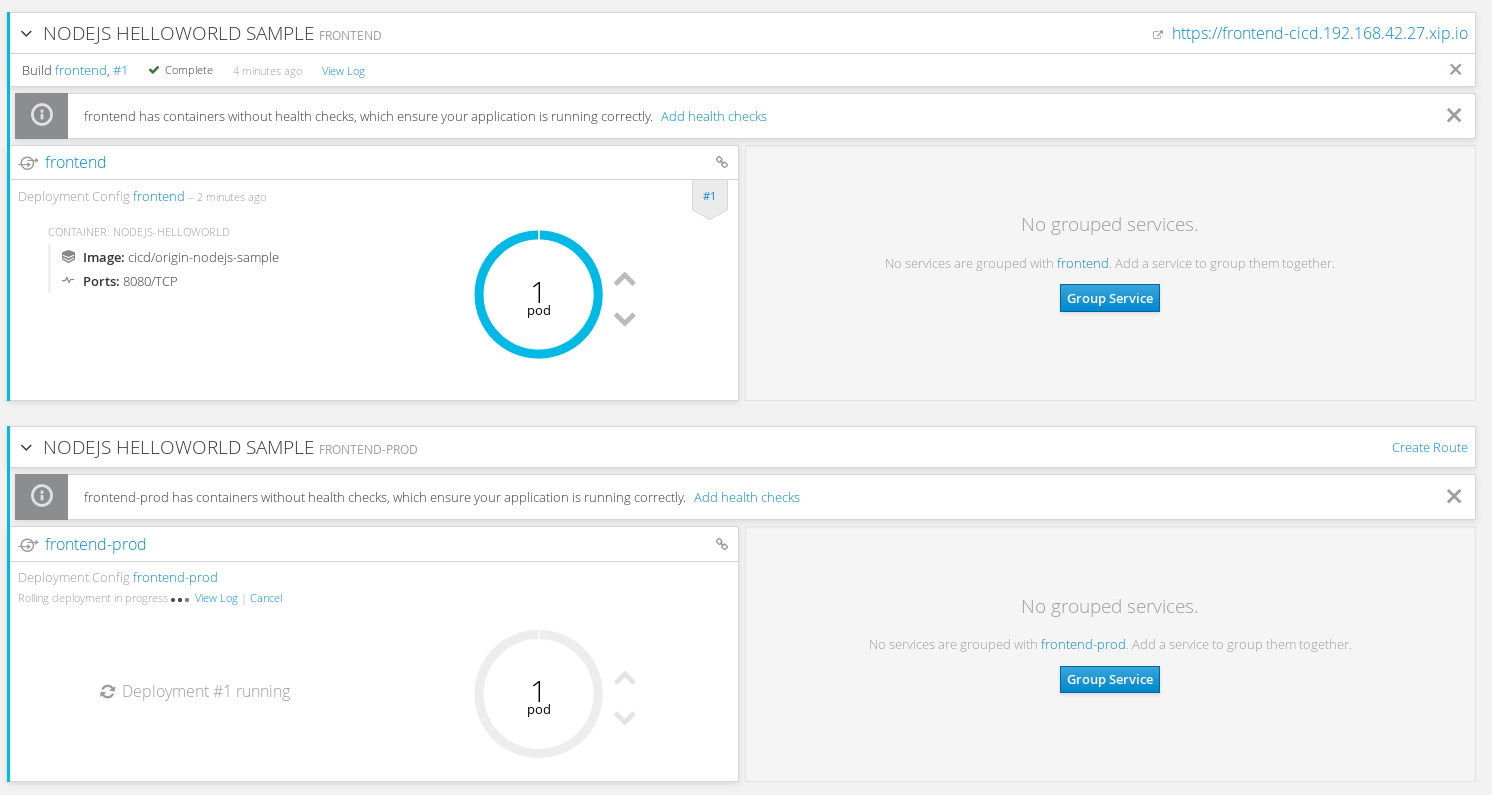 NODEJS HELLOWORLD SAMPLE FRONTEND
https://frontend-cicd.192.168.42.27.xip.io
Build frontend, #1 Complete 4 minutes ago View Log
frontend has containers without health checks, which ensure your application is running correctly. Add health checks
frontend
Deployment Config frontend – 2 minutes ago
#1
CONTAINER: NODEJS-HELLOWORLD
Image: cicd/origin-nodejs-sample
Ports: 8080/TCP
1
pod
No grouped services.
No services are grouped with frontend. Add a service to group them together.
Group Service
NODEJS HELLOWORLD SAMPLE FRONTEND-PROD
Create Route
frontend-prod has containers without health checks, which ensure your application is running correctly. Add health checks
frontend-prod
Deployment Config frontend-prod
Rolling deployment in progress View Log | Cancel
Deployment #1 running
1
pod
No grouped services.
No services are grouped with frontend-prod. Add a service to group them together.
Group Service